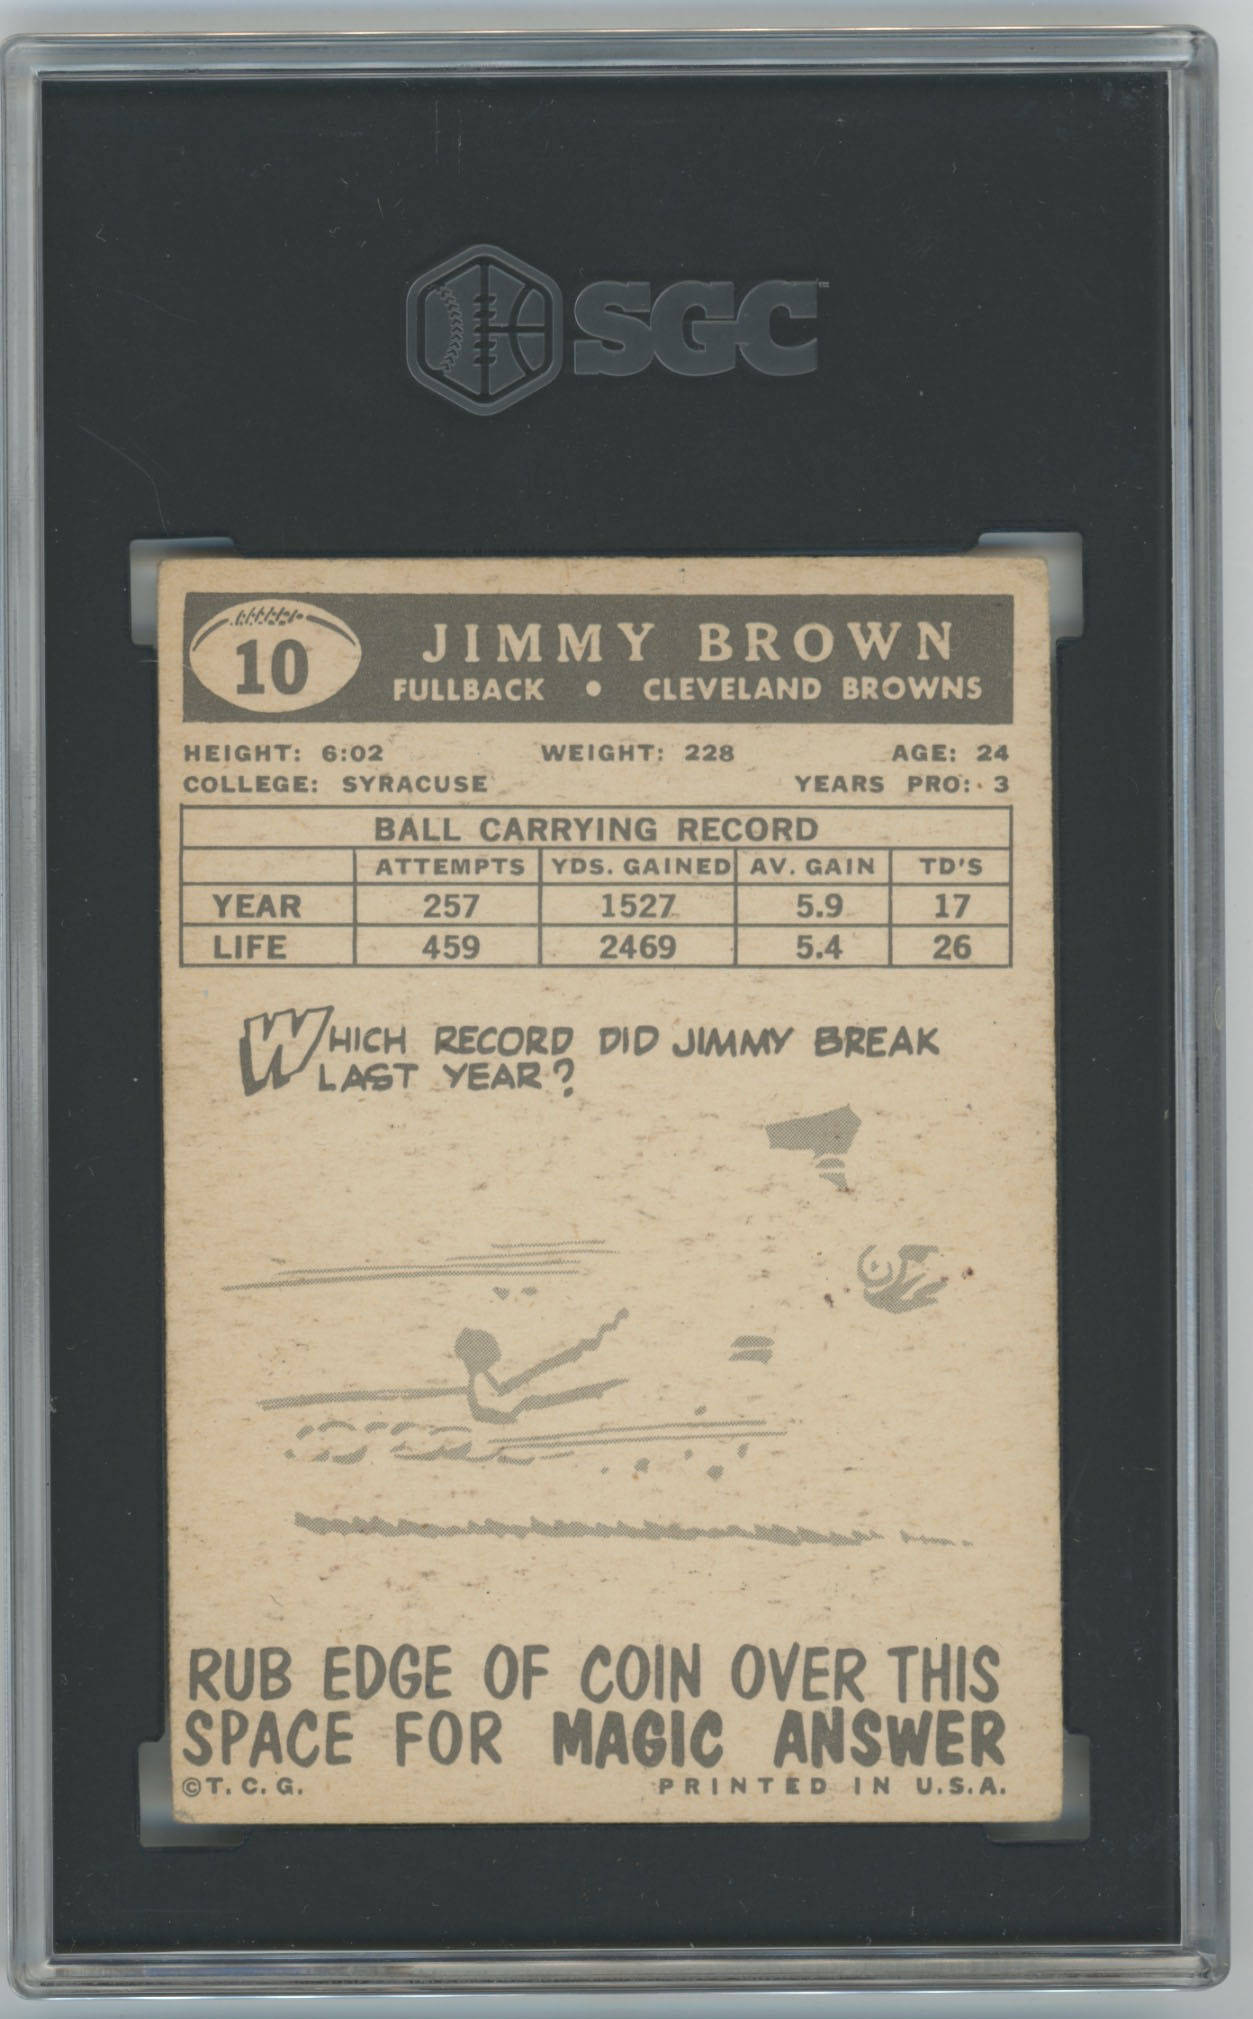 SGC™
10
JIMMY BROWN
FULLBACK • CLEVELAND BROWNS
HEIGHT: 6:02 WEIGHT: 228 AGE: 24
COLLEGE: SYRACUSE YEARS PRO: 3
BALL CARRYING RECORD
ATTEMPTS YDS. GAINED AV. GAIN TD'S
YEAR 257 1527 5.9 17
LIFE 459 2469 5.4 26
WHICH RECORD DID JIMMY BREAK
LAST YEAR?
RUB EDGE OF COIN OVER THIS
SPACE FOR MAGIC ANSWER
©T. C. G. PRINTED IN U.S.A.